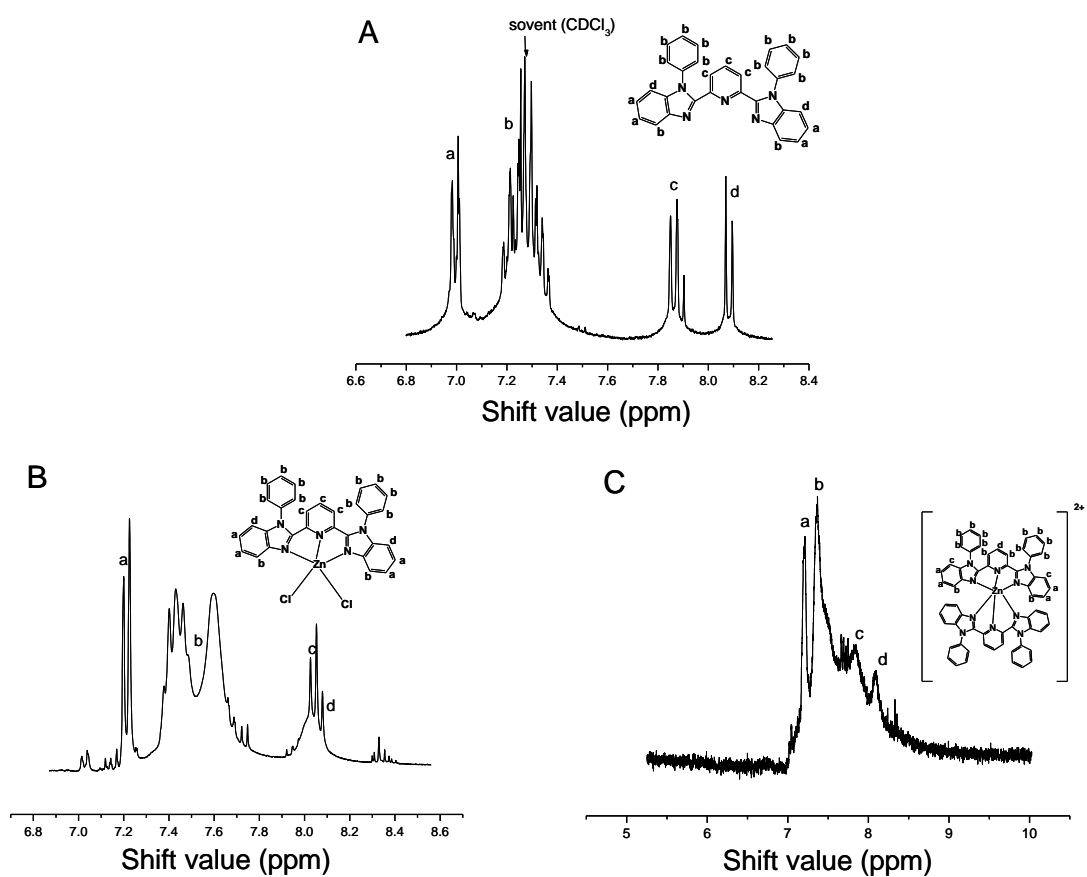 A
sovent (CDCl3)
b b b b b
c c c
b b b b b
d a a b
N N N N N
d a a b
a
b
c
d
6.6 6.8 7.0 7.2 7.4 7.6 7.8 8.0 8.2 8.4
Shift value (ppm)
B
b b b b b
c c c
b b b b b
d a a b
N N N N N
d a a b
Zn
Cl Cl
a
b
c
d
6.8 7.0 7.2 7.4 7.6 7.8 8.0 8.2 8.4 8.6
Shift value (ppm)
C
2+
b b b b b
b d b
b b b b b
c a a b
N N N N N
c a a b
Zn
N N N
N N
a
b
c
d
5 6 7 8 9 10
Shift value (ppm)